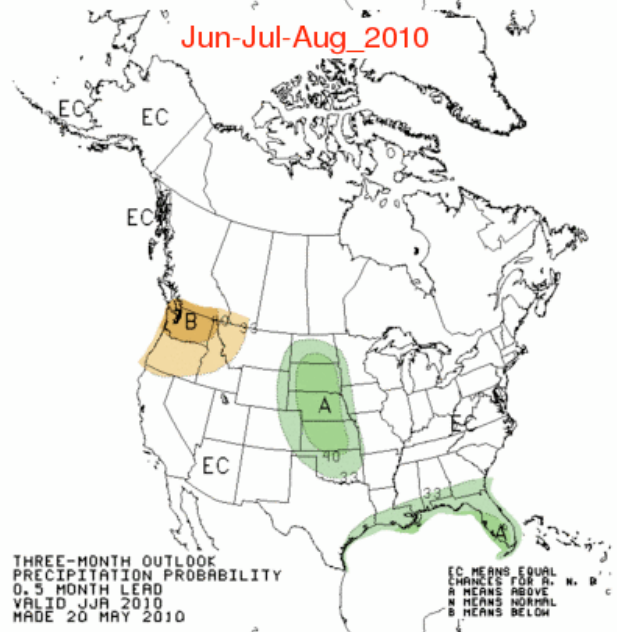 Jun-Jul-Aug_2010
EC
EC
EC
B
40
33
A
EC
EC
40
33
33
A
THREE-MONTH OUTLOOK
PRECIPITATION PROBABILITY
0.5 MONTH LEAD
VALID JJA 2010
MADE 20 MAY 2010
EC MEANS EQUAL
CHANCES FOR A, N, B
A MEANS ABOVE
N MEANS NORMAL
B MEANS BELOW